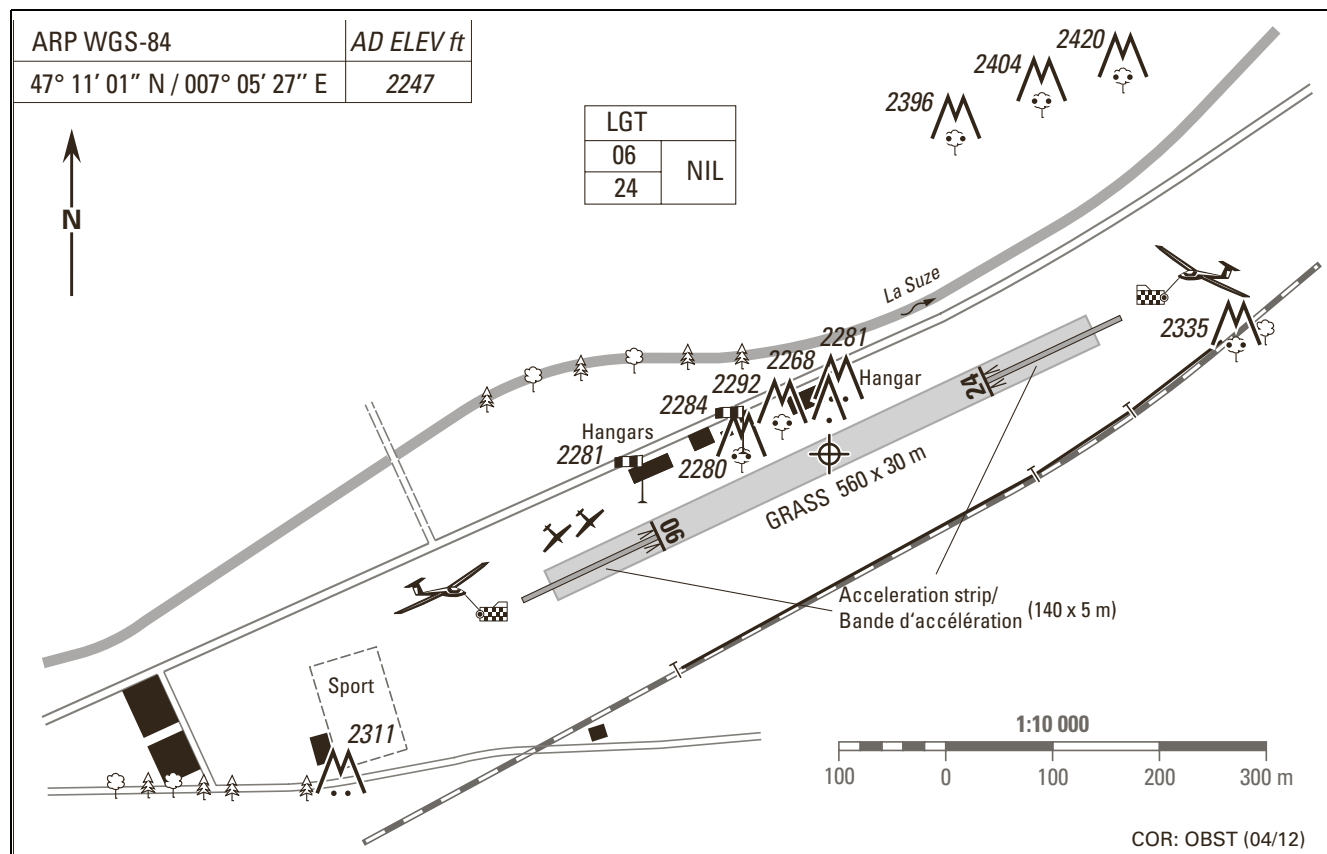 ARP WGS-84
AD ELEV ft
47° 11′ 01″ N / 007° 05′ 27″ E
2247
N
LGT
06
24
NIL
2420
2404
2396
La Suze
2335
2281
2268
Hangar
2292
2284
Hangars
2281
2280
24
GRASS 560 x 30 m
06
Acceleration strip/
Bande d‘accélération
(140 x 5 m)
Sport
2311
1:10 000
100 0 100 200 300 m
COR: OBST (04/12)